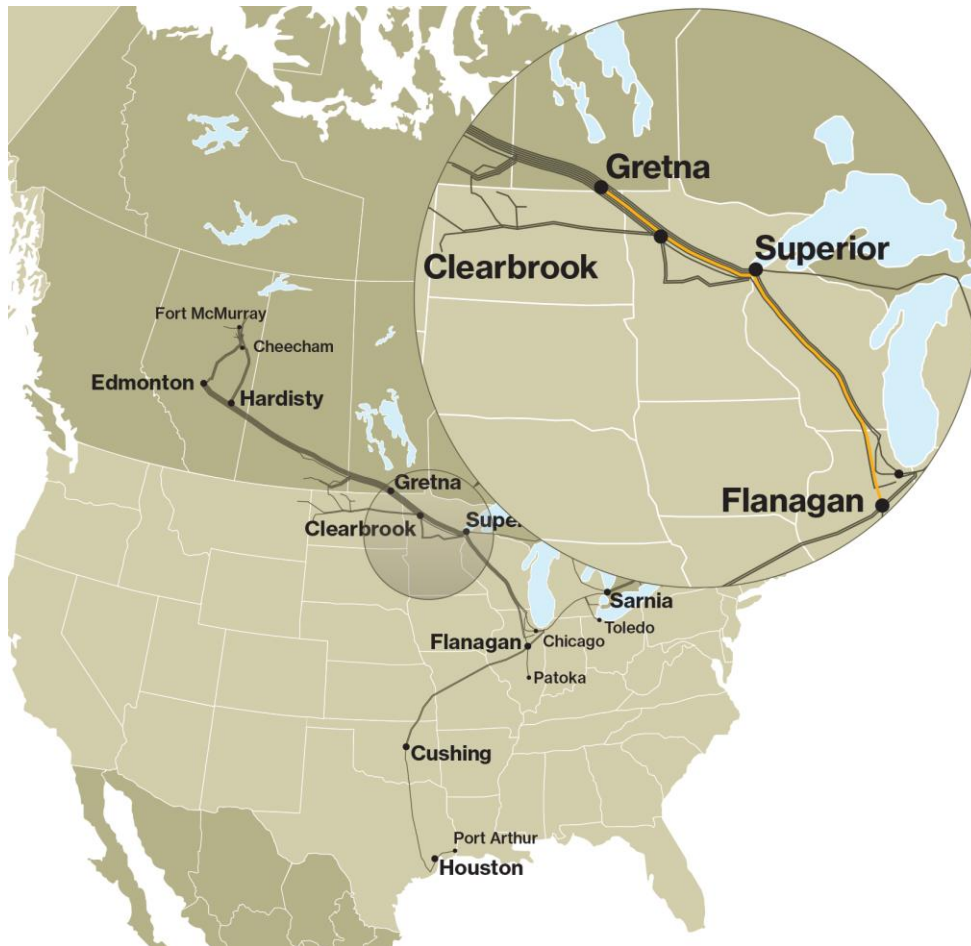 Gretna
Superior
Clearbrook
Flanagan
Fort McMurray
Cheecham
Edmonton
Hardisty
Gretna
Clearbrook
Supe
Sarnia
Toledo
Chicago
Flanagan
Patoka
Cushing
Port Arthur
Houston